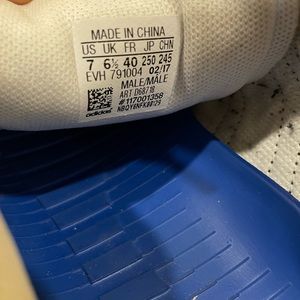 MADE IN CHINA
US UK FR JP CHN
7 6½ 40 250 245
EVH 791004 02/17
MALE/MALE
ART D68718
#117001358
adidas